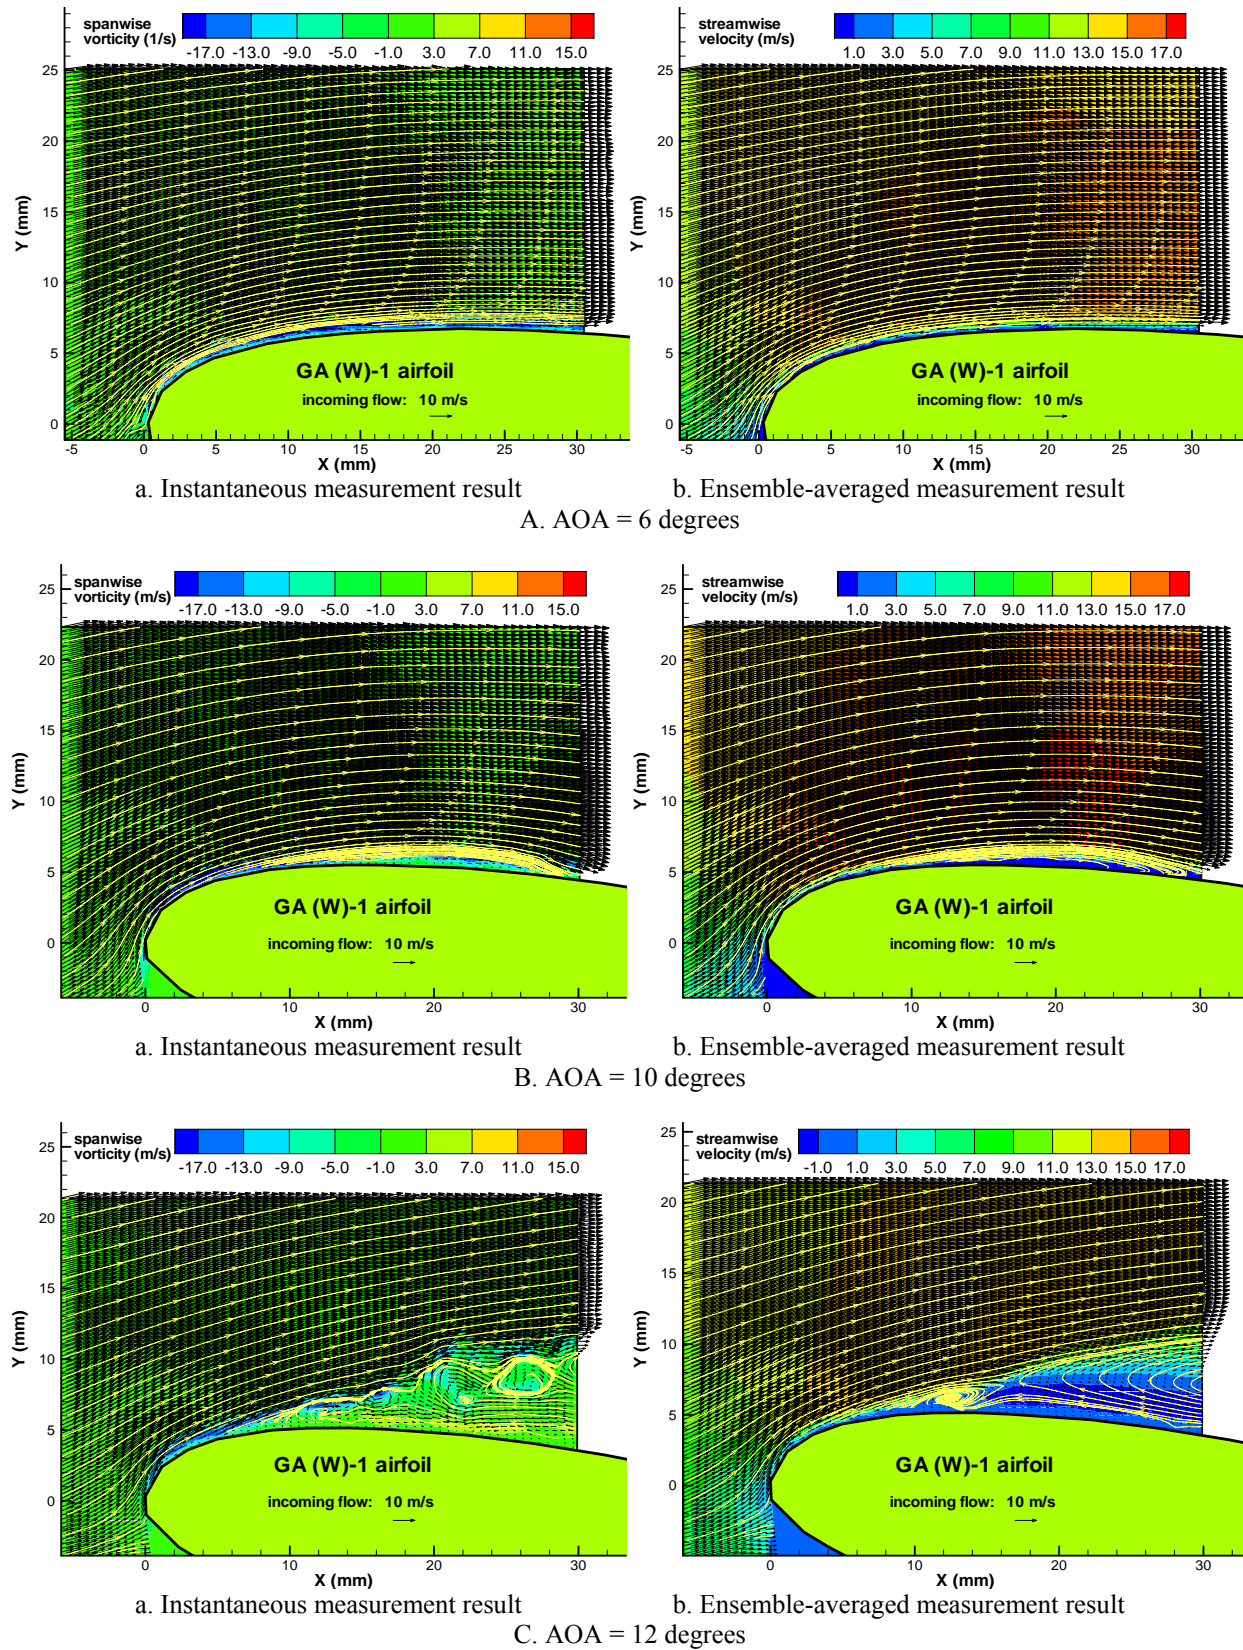 spanwise
vorticity (1/s)
-17.0 -13.0 -9.0 -5.0 -1.0 3.0 7.0 11.0 15.0
25
20
15
10
5
0
Y (mm)
GA (W)-1 airfoil
incoming flow: 10 m/s
-5 0 5 10 15 20 25 30
X (mm)
a. Instantaneous measurement result
streamwise
velocity (m/s)
1.0 3.0 5.0 7.0 9.0 11.0 13.0 15.0 17.0
25
20
15
10
5
0
Y (mm)
GA (W)-1 airfoil
incoming flow: 10 m/s
-5 0 5 10 15 20 25 30
X (mm)
b. Ensemble-averaged measurement result
A. AOA = 6 degrees
spanwise
vorticity (m/s)
-17.0 -13.0 -9.0 -5.0 -1.0 3.0 7.0 11.0 15.0
25
20
15
10
5
0
Y (mm)
GA (W)-1 airfoil
incoming flow: 10 m/s
0 10 20 30
X (mm)
a. Instantaneous measurement result
streamwise
velocity (m/s)
1.0 3.0 5.0 7.0 9.0 11.0 13.0 15.0 17.0
25
20
15
10
5
0
Y (mm)
GA (W)-1 airfoil
incoming flow: 10 m/s
0 10 20 30
X (mm)
b. Ensemble-averaged measurement result
B. AOA = 10 degrees
spanwise
vorticity (m/s)
-17.0 -13.0 -9.0 -5.0 -1.0 3.0 7.0 11.0 15.0
25
20
15
10
5
0
Y (mm)
GA (W)-1 airfoil
incoming flow: 10 m/s
0 10 20 30
X (mm)
a. Instantaneous measurement result
streamwise
velocity (m/s)
-1.0 1.0 3.0 5.0 7.0 9.0 11.0 13.0 15.0 17.0
25
20
15
10
5
0
Y (mm)
GA (W)-1 airfoil
incoming flow: 10 m/s
0 10 20 30
X (mm)
b. Ensemble-averaged measurement result
C. AOA = 12 degrees